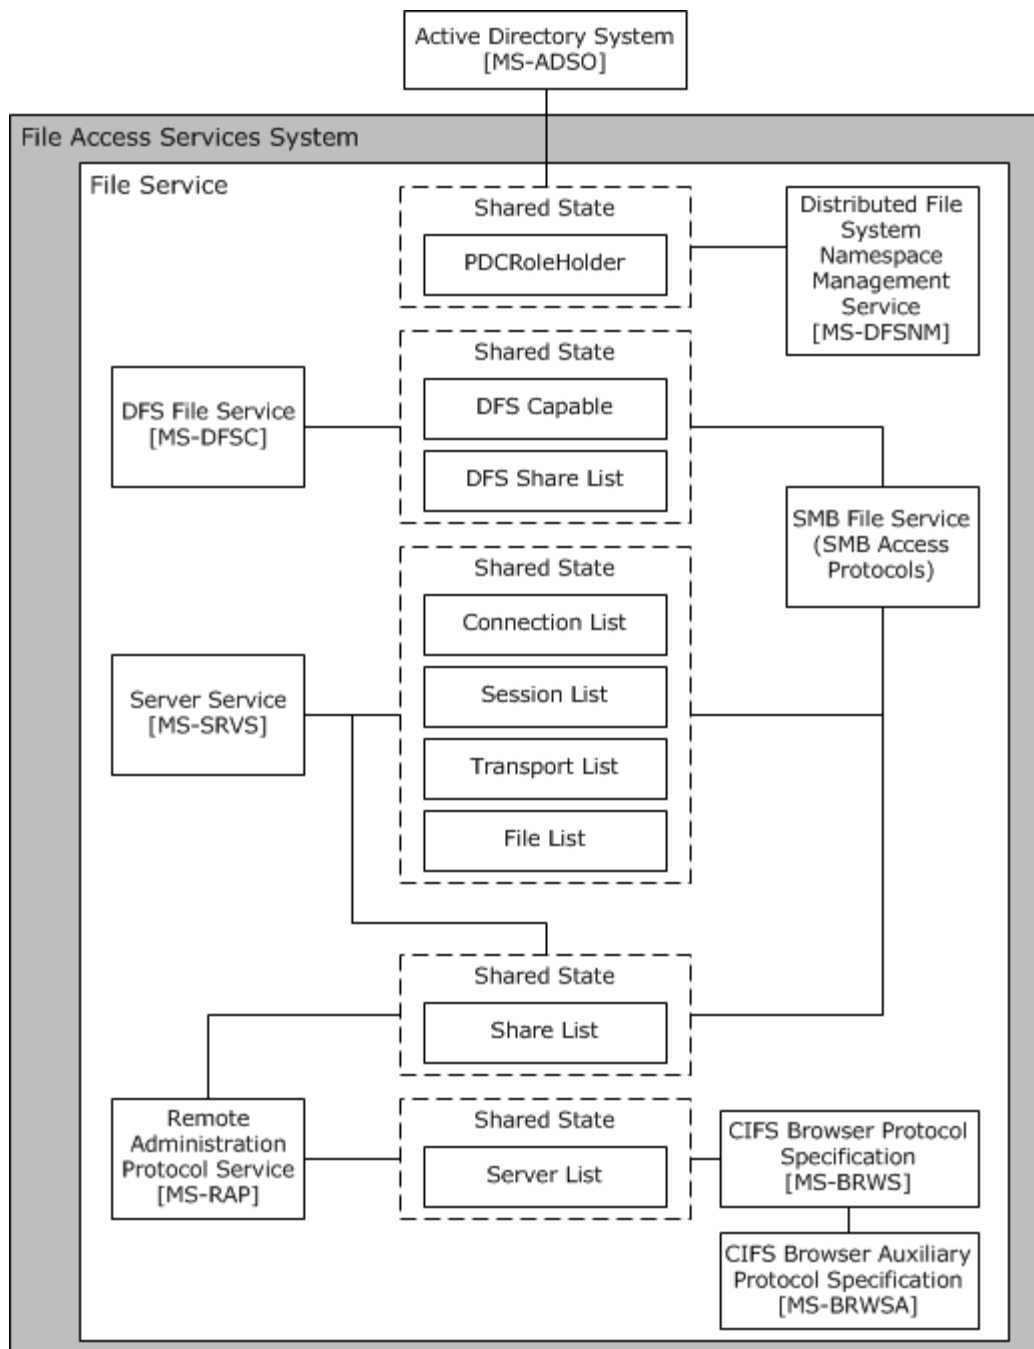 Active Directory System
[MS-ADSO]
File Access Services System
File Service
Shared State
PDCRoleHolder
Distributed File
System
Namespace
Management
Service
[MS-DFSNM]
Shared State
DFS Capable
DFS Share List
DFS File Service
[MS-DFSC]
SMB File Service
(SMB Access
Protocols)
Shared State
Connection List
Session List
Transport List
File List
Server Service
[MS-SRVS]
Shared State
Share List
Remote
Administration
Protocol Service
[MS-RAP]
Shared State
Server List
CIFS Browser Protocol
Specification
[MS-BRWS]
CIFS Browser Auxiliary
Protocol Specification
[MS-BRWSA]